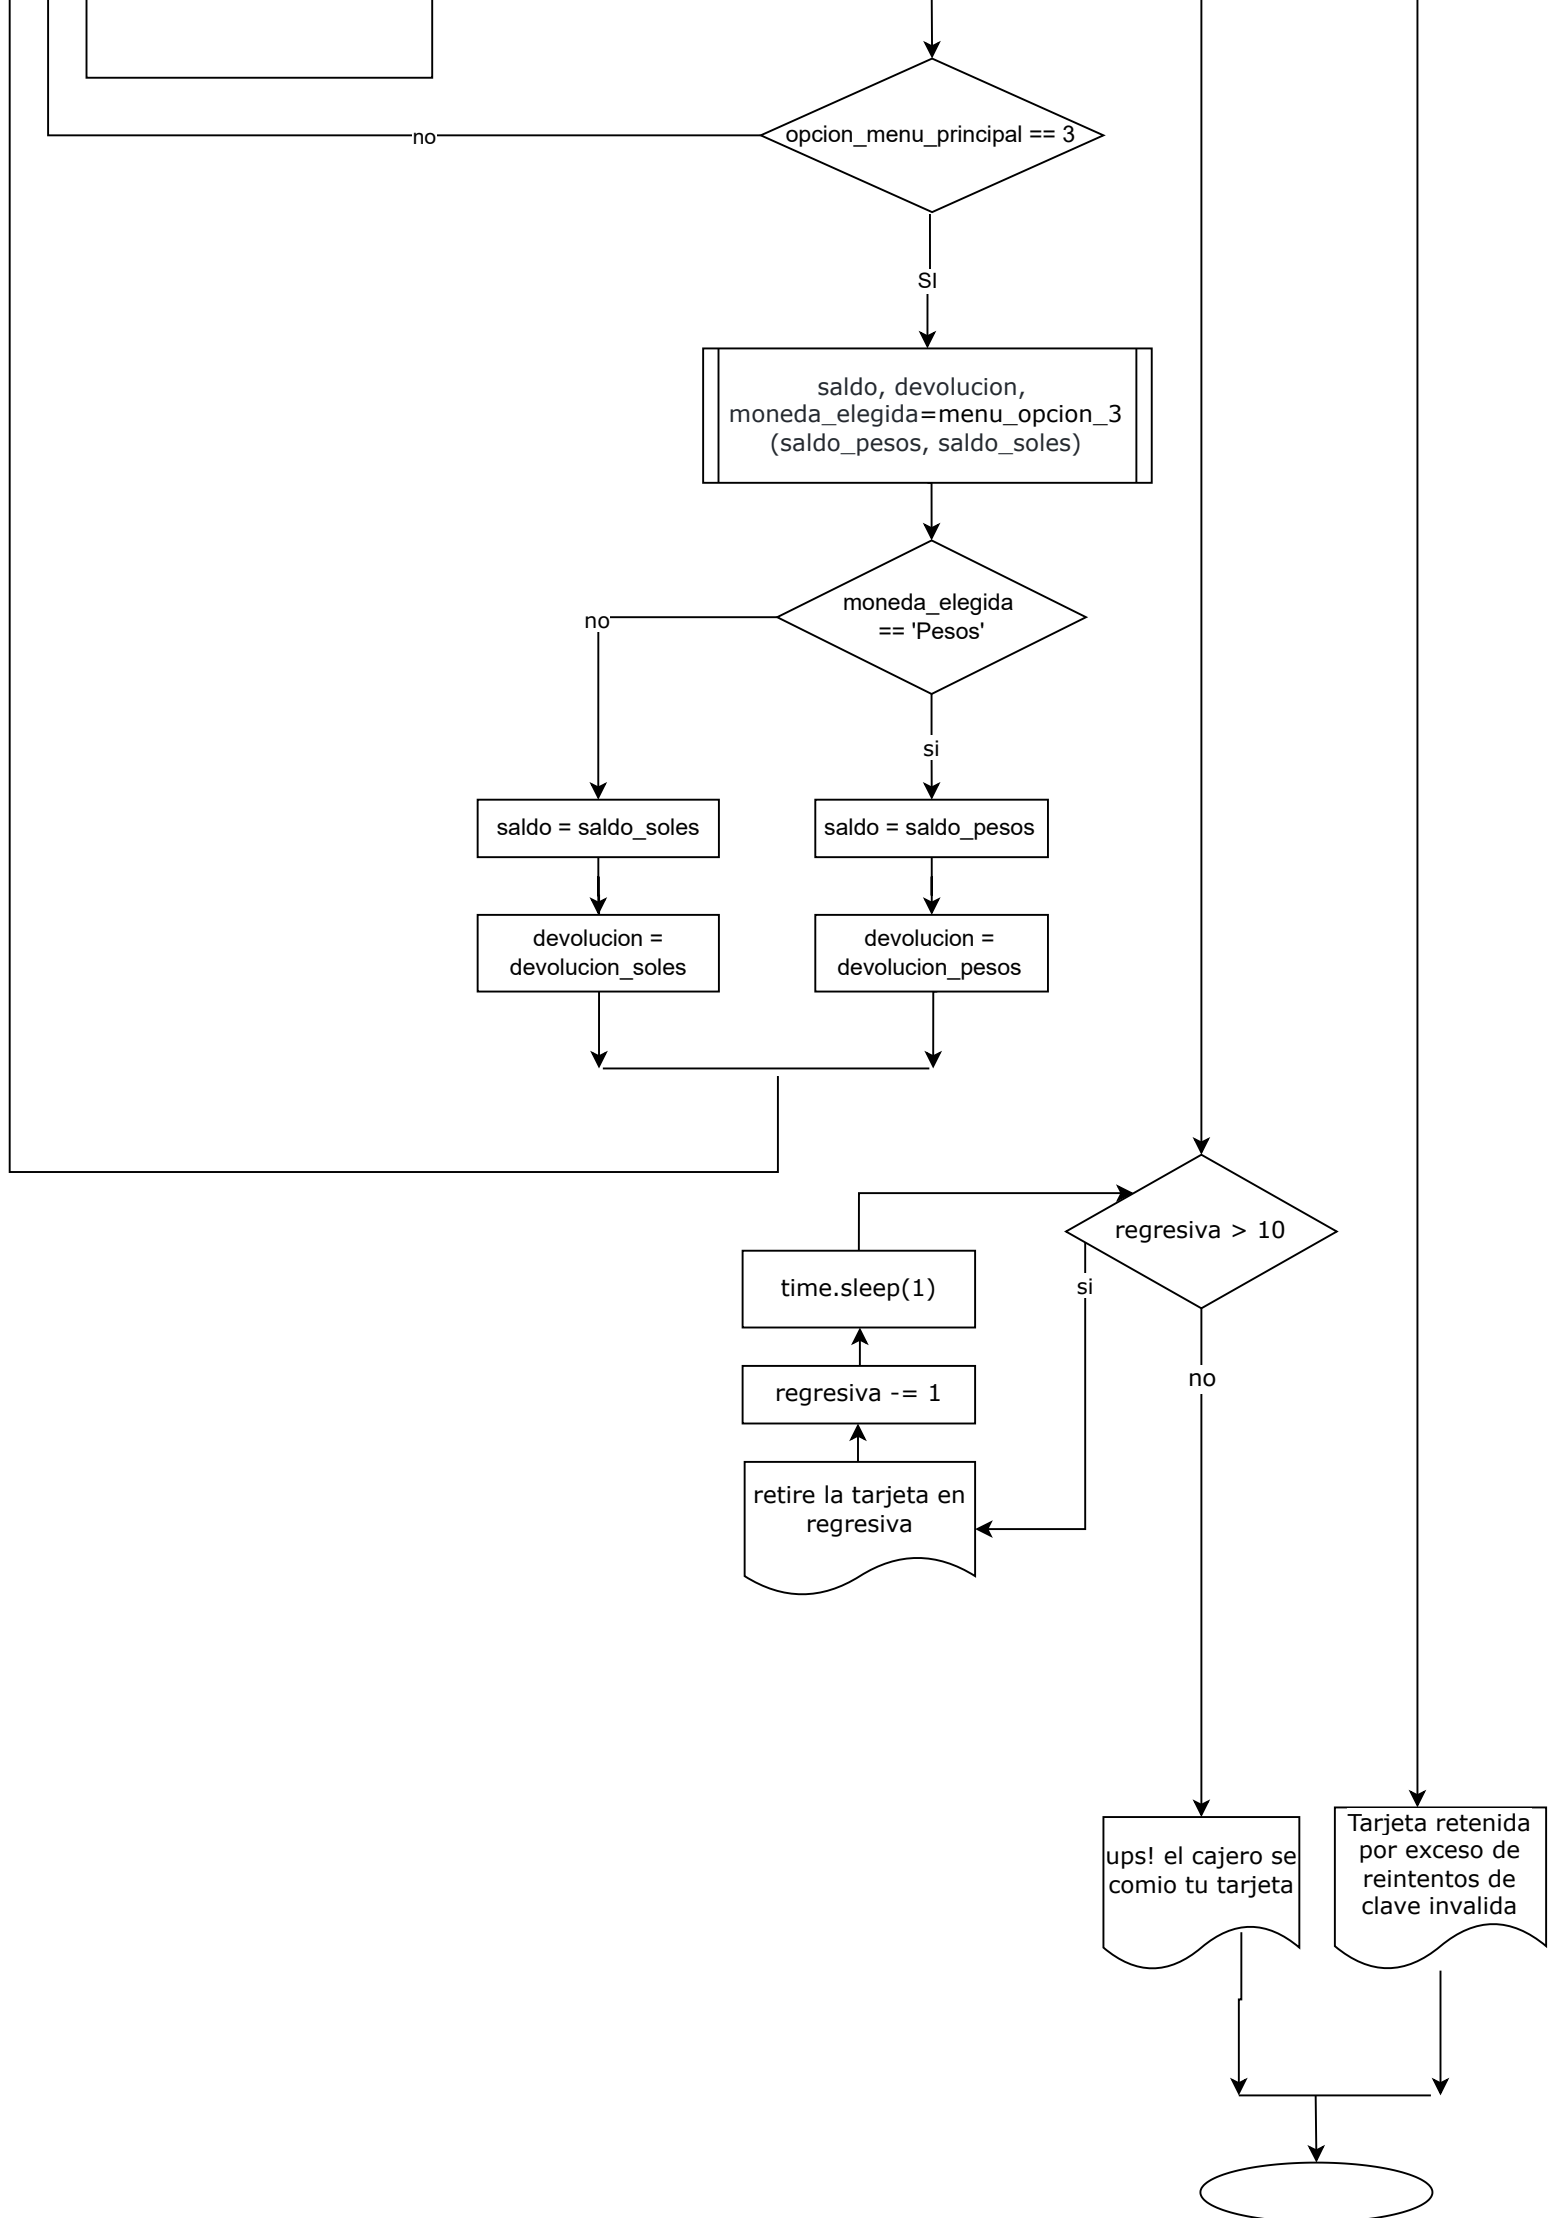 opcion_menu_principal == 3
no
SI
saldo, devolucion,
moneda_elegida=menu_opcion_3
(saldo_pesos, saldo_soles)
moneda_elegida
== 'Pesos'
no
si
saldo = saldo_soles
saldo = saldo_pesos
devolucion =
devolucion_soles
devolucion =
devolucion_pesos
regresiva > 10
si
time.sleep(1)
no
regresiva -= 1
retire la tarjeta en
regresiva
ups! el cajero se
comio tu tarjeta
Tarjeta retenida
por exceso de
reintentos de
clave invalida